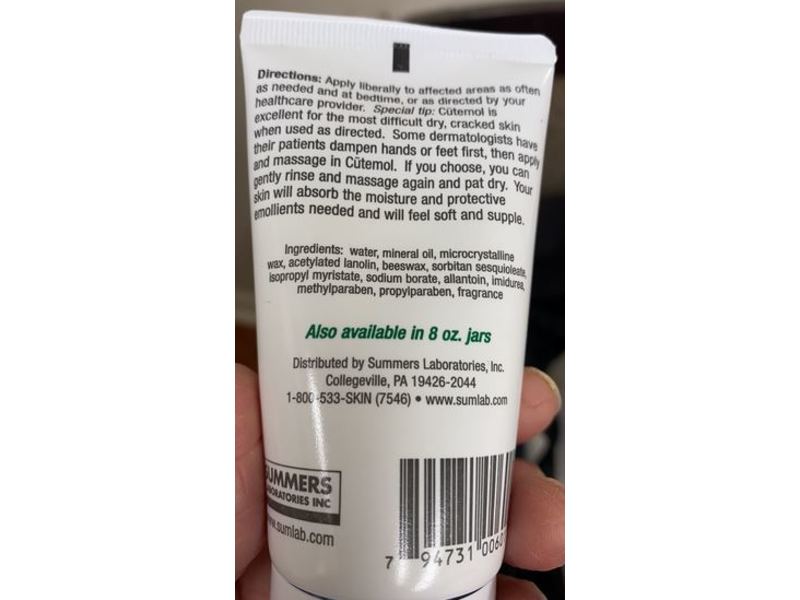 Directions: Apply liberally to affected areas as often
as needed and at bedtime, or as directed by your
healthcare provider. Special tip: Cūtemol is
excellent for the most difficult dry, cracked skin
when used as directed. Some dermatologists have
their patients dampen hands or feet first, then apply
and massage in Cūtemol. If you choose, you can
gently rinse and massage again and pat dry. Your
skin will absorb the moisture and protective
emollients needed and will feel soft and supple.
Ingredients: water, mineral oil, microcrystalline
wax, acetylated lanolin, beeswax, sorbitan sesquioleate,
isopropyl myristate, sodium borate, allantoin, imidurea,
methylparaben, propylparaben, fragrance
Also available in 8 oz. jars
Distributed by Summers Laboratories, Inc.
Collegeville, PA 19426-2044
1-800-533-SKIN (7546) • www.sumlab.com
SUMMERS
LABORATORIES INC
www.sumlab.com
7 94731 0060